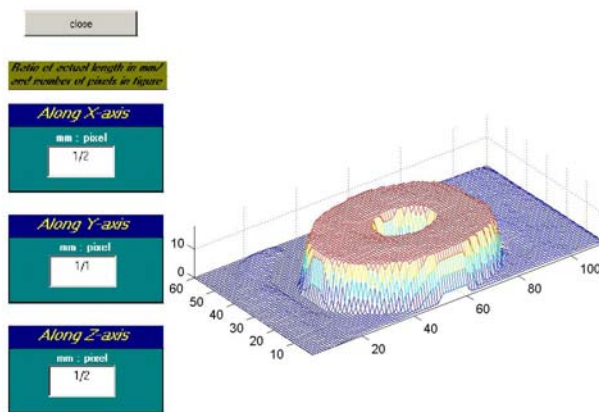 close
Ratio of actual length in mm/
and number of pixels in figure
Along X-axis
mm : pixel
1/2
Along Y-axis
mm : pixel
1/1
Along Z-axis
mm : pixel
1/2
10
0
60
50
40
30
20
10
20
40
60
80
100